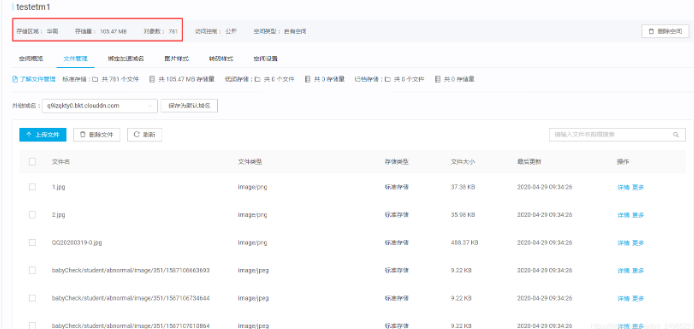 testetm1
存储区域： 华南 存储量： 105.47 MB 对象数： 761 访问控制： 公开 空间类型： 自有空间 删除空间
空间概览 文件管理 绑定加速域名 图片样式 转码样式 空间设置
了解文件管理 标准存储： 共 761 个文件 共 105.47 MB 存储量 低频存储： 共 0 个文件 共 0 存储量 归档存储： 共 0 个文件 共 0 存储量
外链域名： q9izqkty0.bkt.clouddn.com 保存为默认域名
上传文件 删除文件 刷新 请输入文件名前缀搜索
文件名 文件类型 存储类型 文件大小 最后更新 操作
1.jpg image/png 标准存储 37.38 KB 2020-04-29 09:34:26 详情 更多
2.jpg image/png 标准存储 35.98 KB 2020-04-29 09:34:26 详情 更多
QQ20200319-0.jpg image/png 标准存储 488.37 KB 2020-04-29 09:34:26 详情 更多
babyCheck/student/abnormal/image/351/1587106663693 image/jpeg 标准存储 9.22 KB 2020-04-29 09:34:26 详情 更多
babyCheck/student/abnormal/image/351/1587106734644 image/jpeg 标准存储 9.22 KB 2020-04-29 09:34:26 详情 更多
babyCheck/student/abnormal/image/351/1587107010864 image/jpeg 标准存储 9.22 KB 2020-04-29 09:34:26 详情 更多